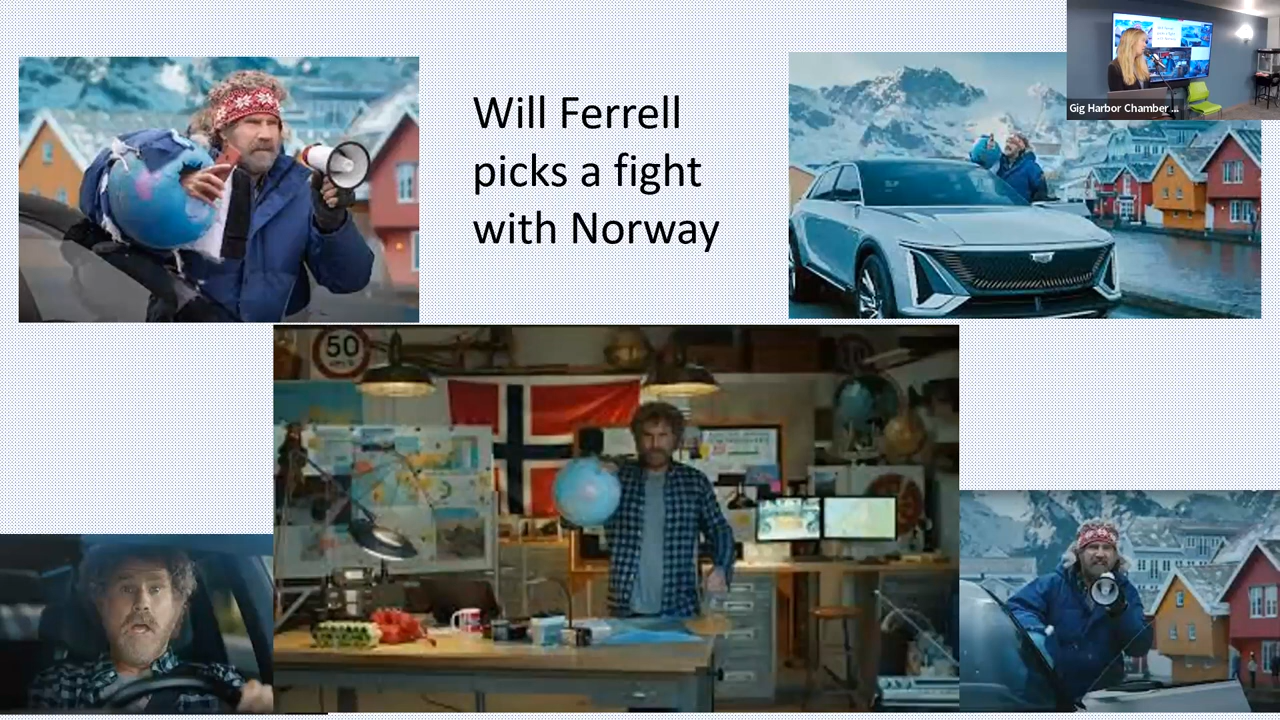 Will Ferrell
picks a fight
with Norway
Gig Harbor Chamber ...
50